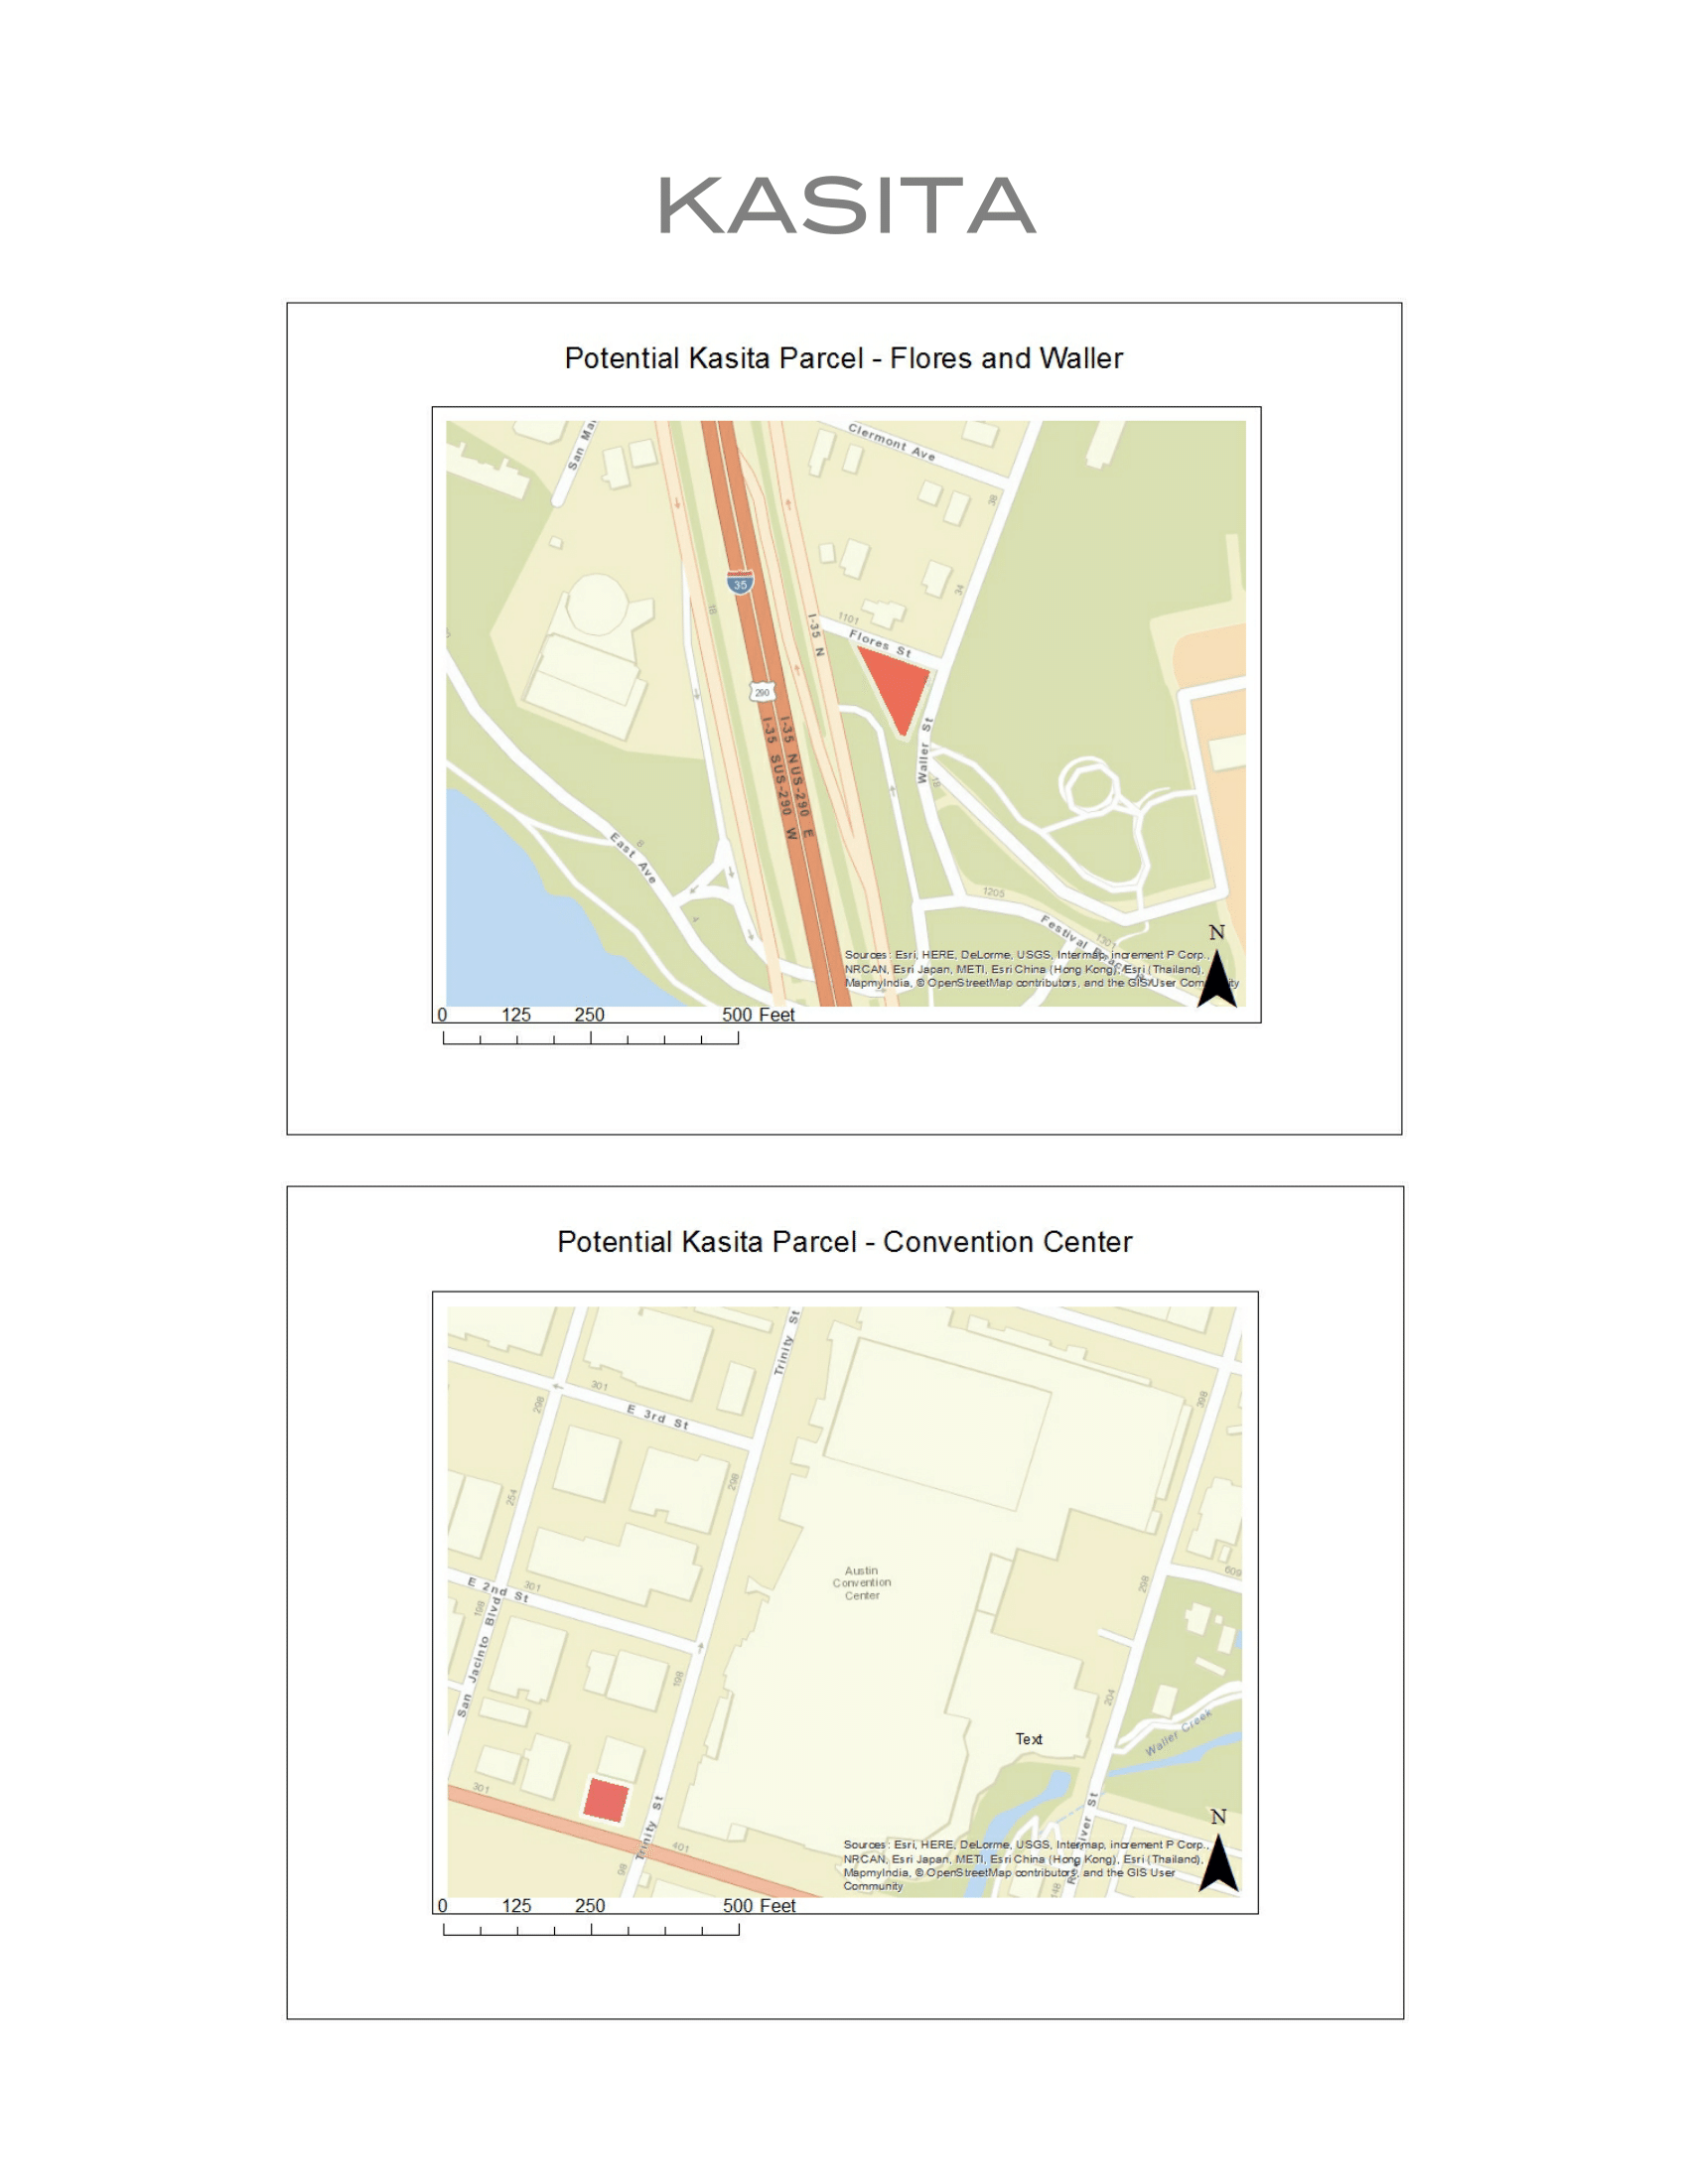 KASITA
Potential Kasita Parcel - Flores and Waller
San Ma
Clermont Ave
38
35
34
1101
Flores St
I-35 N
18
290
I-35 SUS-290 W
I-35 NUS-290 E
Waller St
18
East Ave
8
4
1205
1301
Festival
Sources: Esri, HERE, DeLorme, USGS, Intermap, increment P Corp.,
NRCAN, Esri Japan, METI, Esri China (Hong Kong), Esri (Thailand),
MapmyIndia, © OpenStreetMap contributors, and the GIS User Community
N
0 125 250 500 Feet
Potential Kasita Parcel - Convention Center
Trinity St
301
E 3rd St
298
398
298
254
Austin
Convention
Center
E 2nd St
301
198
San Jacinto Blvd
298
609
198
204
Text
Waller Creek
301
Trinity St
401
98
148
N
Sources: Esri, HERE, DeLorme, USGS, Intermap, increment P Corp.,
NRCAN, Esri Japan, METI, Esri China (Hong Kong), Esri (Thailand),
MapmyIndia, © OpenStreetMap contributors, and the GIS User
Community
0 125 250 500 Feet